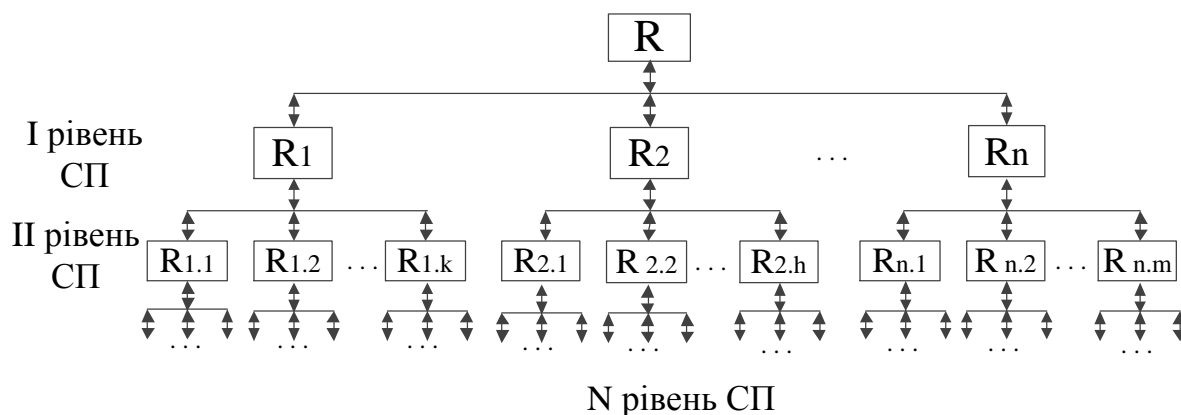 R
I рівень
СП
R1
R2
...
Rn
II рівень
СП
R1.1
R1.2
...
R1.k
R2.1
R 2.2
...
R2.h
Rn.1
R n.2
...
R n.m
...
...
...
...
...
...
...
...
...
N рівень СП